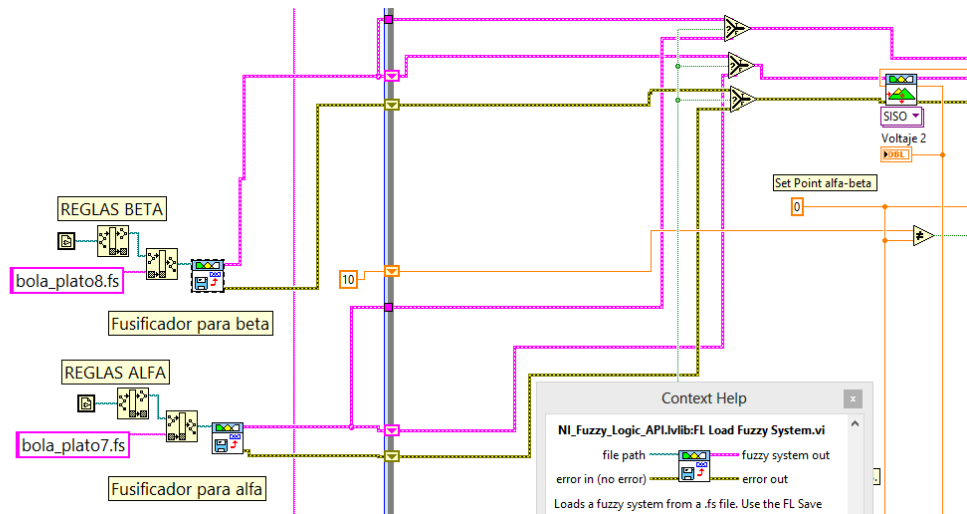 SISO
Voltaje 2
DBL
Set Point alfa-beta
0
REGLAS BETA
bola_plato8.fs
10
Fusificador para beta
REGLAS ALFA
bola_plato7.fs
Fusificador para alfa
Context Help
x
NI_Fuzzy_Logic_API.lvlib:FL Load Fuzzy System.vi
file path
fuzzy system out
error in (no error)
error out
Loads a fuzzy system from a .fs file. Use the FL Save